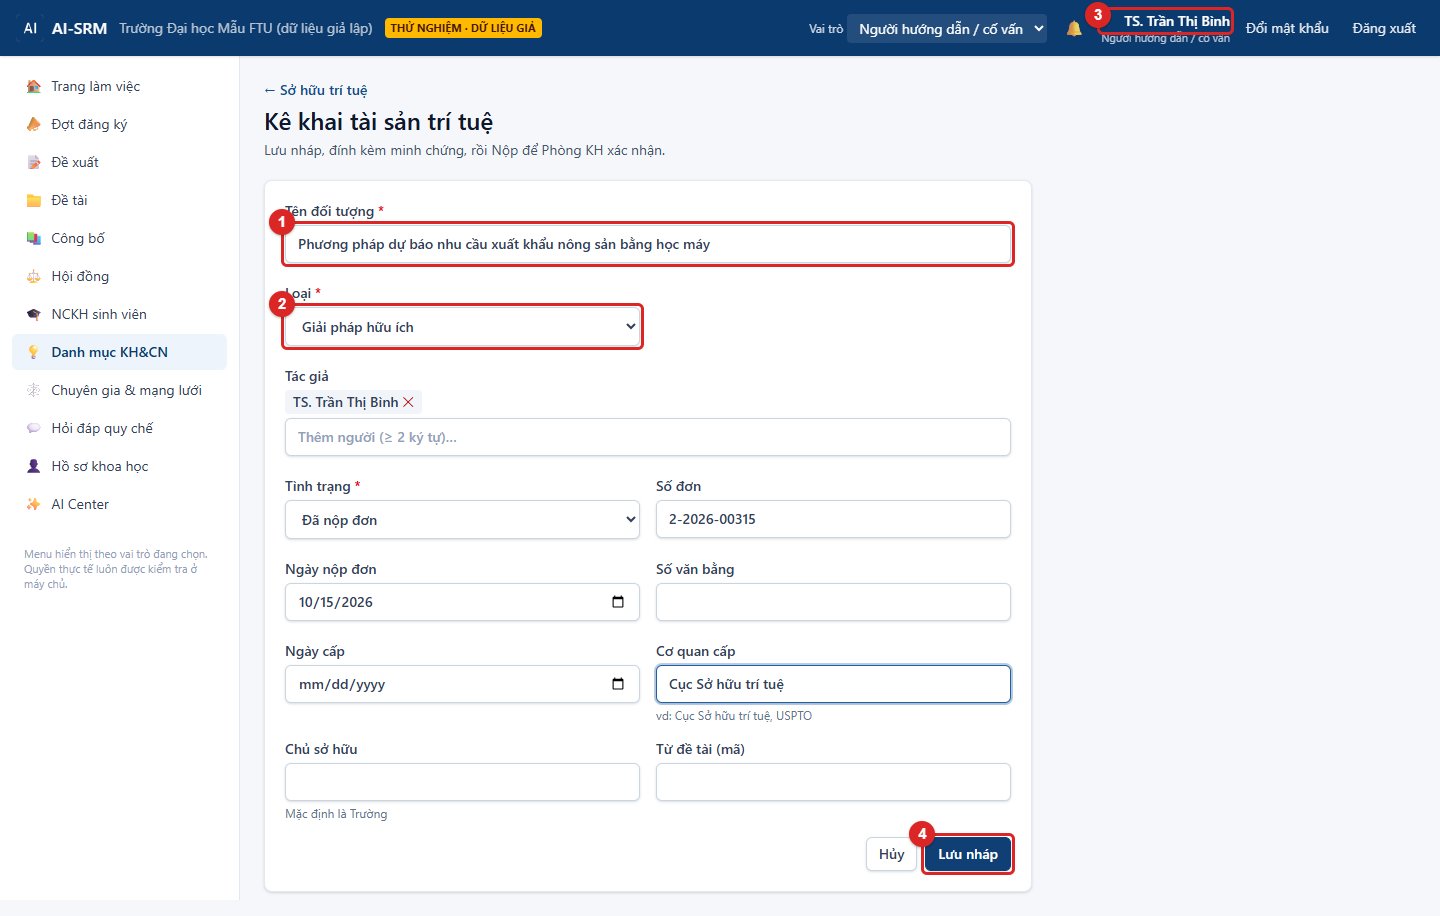 AI AI-SRM Trường Đại học Mẫu FTU (dữ liệu giả lập) THỬ NGHIỆM · DỮ LIỆU GIẢ Vai trò Người hướng dẫn / cố vấn 3 TS. Trần Thị Bình Đổi mật khẩu Đăng xuất
Người hướng dẫn / cố vấn
Trang làm việc
Đợt đăng ký
Đề xuất
Đề tài
Công bố
Hội đồng
NCKH sinh viên
Danh mục KH&CN
Chuyên gia & mạng lưới
Hỏi đáp quy chế
Hồ sơ khoa học
AI Center
Menu hiển thị theo vai trò đang chọn.
Quyền thực tế luôn được kiểm tra ở
máy chủ.
← Sở hữu trí tuệ
Kê khai tài sản trí tuệ
Lưu nháp, đính kèm minh chứng, rồi Nộp để Phòng KH xác nhận.
Tên đối tượng *
1
Phương pháp dự báo nhu cầu xuất khẩu nông sản bằng học máy
Loại *
2
Giải pháp hữu ích
Tác giả
TS. Trần Thị Bình ×
Thêm người (≥ 2 ký tự)...
Tình trạng * Số đơn
Đã nộp đơn 2-2026-00315
Ngày nộp đơn Số văn bằng
10/15/2026
Ngày cấp Cơ quan cấp
mm/dd/yyyy Cục Sở hữu trí tuệ
vd: Cục Sở hữu trí tuệ, USPTO
Chủ sở hữu Từ đề tài (mã)
Mặc định là Trường
4
Hủy Lưu nháp